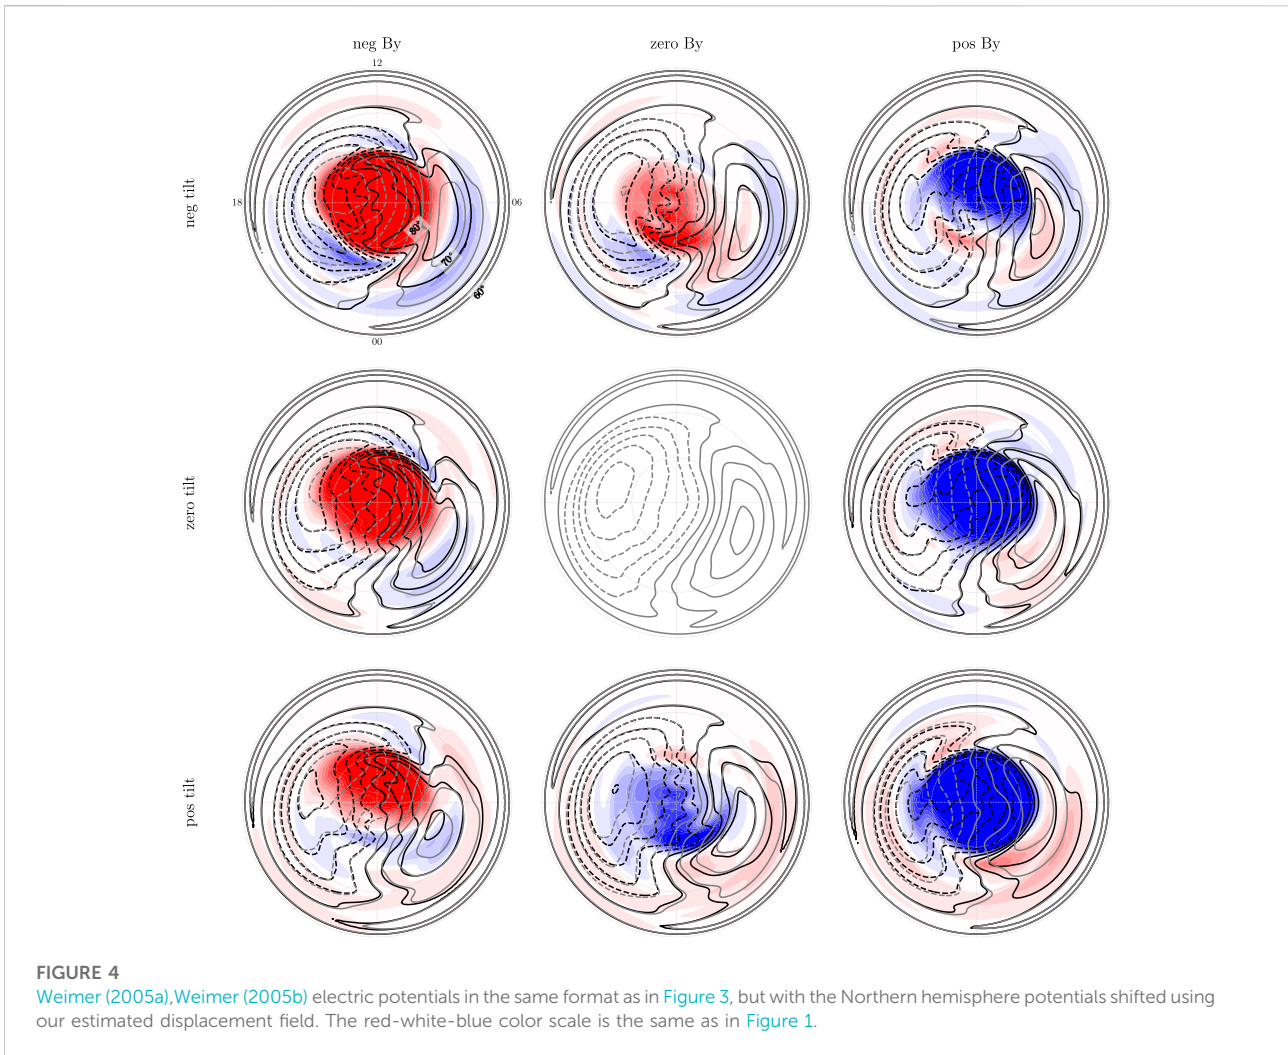 neg By
zero By
pos By
12
neg tilt
18
06
80°
70°
60°
00
zero tilt
pos tilt
FIGURE 4
Weimer (2005a),Weimer (2005b) electric potentials in the same format as in Figure 3, but with the Northern hemisphere potentials shifted using
our estimated displacement field. The red-white-blue color scale is the same as in Figure 1.